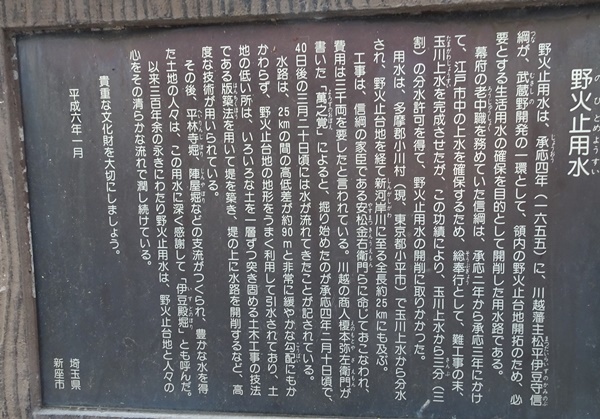 野火止用水
野火止用水は、承応四年（一六五五）に、川越藩主松平伊豆守信
綱が、武蔵野開発の一環として、領内の野火止台地開拓のため、必
要とする生活用水の確保を目的として開削した用水路である。
幕府の老中職を務めていた信綱は、承応二年から承応三年にかけ
て、江戸市中の上水を確保するため、総奉行として、難工事の末、
玉川上水を完成させたが、この功績により、玉川上水から三分（三
割）の分水許可を得て、野火止用水の開削に取りかかった。
用水は、多摩郡小川村（現、東京都小平市）で玉川上水から分水
され、野火止台地を経て新河岸川に至る全長約25㎞にも及ぶ。
工事は、信綱の家臣である安松金右衛門らに命じておこなわれ、
費用は三千両を要したと言われている。川越の商人榎本弥左衛門が
書いた「萬之覚」によると、掘り始めたのが承応四年二月十日頃で、
40日後の三月二十日頃には水が流れてきたことが記されている。
水路は、25㎞の間の高低差が約90ｍと非常に緩やかな勾配にもか
かわらず、野火止台地の地形をうまく利用して引水されており、土
地の低い所は、いろいろな土を一層ずつ突き固める土木工事の技法
である版築法を用いて堤を築き、堤の上に水路を開削するなど、高
度な技術が用いられている。
その後、平林寺堀、陣屋堀などの支流がつくられ、豊かな水を得
た土地の人々は、この用水に深く感謝して「伊豆殿堀」とも呼んだ。
以来三百年余の永きにわたり野火止用水は、野火止台地と人々の
心をその清らかな流れで潤し続けている。
貴重な文化財を大切にしましょう。
平成六年一月
埼玉県
新座市